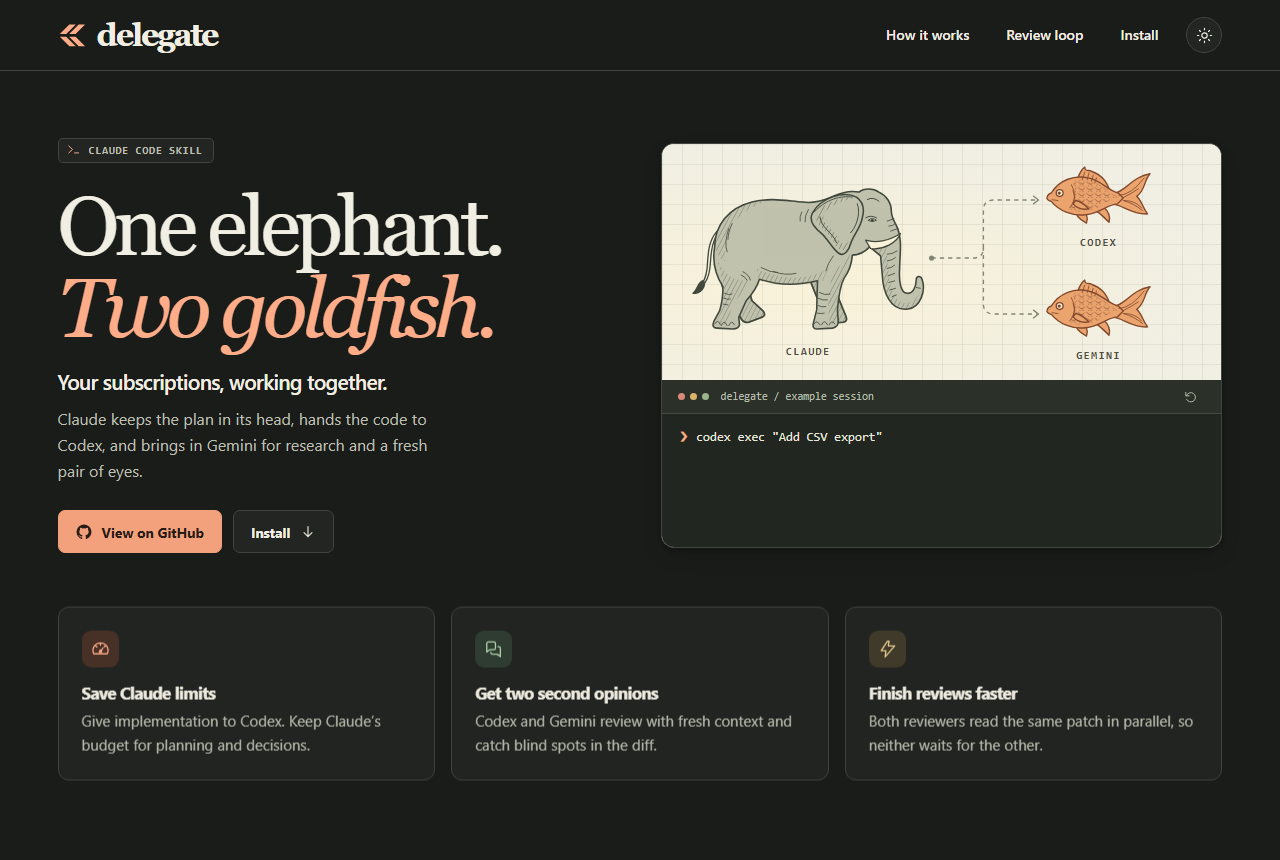 delegate
How it works
Review loop
Install
CLAUDE CODE SKILL
One elephant.
Two goldfish.
Your subscriptions, working together.
Claude keeps the plan in its head, hands the code to
Codex, and brings in Gemini for research and a fresh
pair of eyes.
View on GitHub
Install
CODEX
CLAUDE
GEMINI
delegate / example session
❯ codex exec "Add CSV export"
Save Claude limits
Give implementation to Codex. Keep Claude’s
budget for planning and decisions.
Get two second opinions
Codex and Gemini review with fresh context and
catch blind spots in the diff.
Finish reviews faster
Both reviewers read the same patch in parallel, so
neither waits for the other.